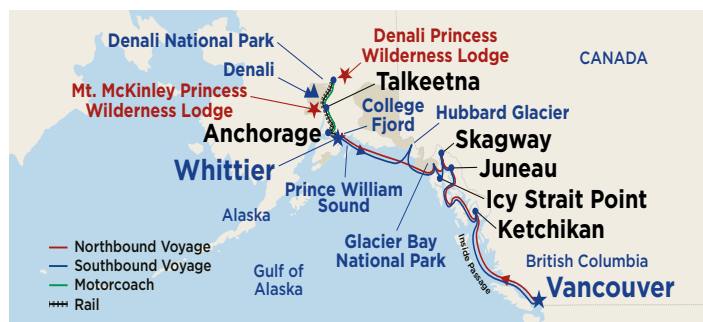 Denali National Park
Denali Princess
Wilderness Lodge
CANADA
Denali
Talkeetna
Mt. McKinley Princess
Wilderness Lodge
College
Fjord
Hubbard Glacier
Anchorage
Skagway
Whittier
Juneau
Prince William
Sound
Icy Strait Point
Alaska
Ketchikan
Glacier Bay
National Park
Northbound Voyage
Southbound Voyage
Motorcoach
Rail
Gulf of
Alaska
Inside Passage
British Columbia
Vancouver